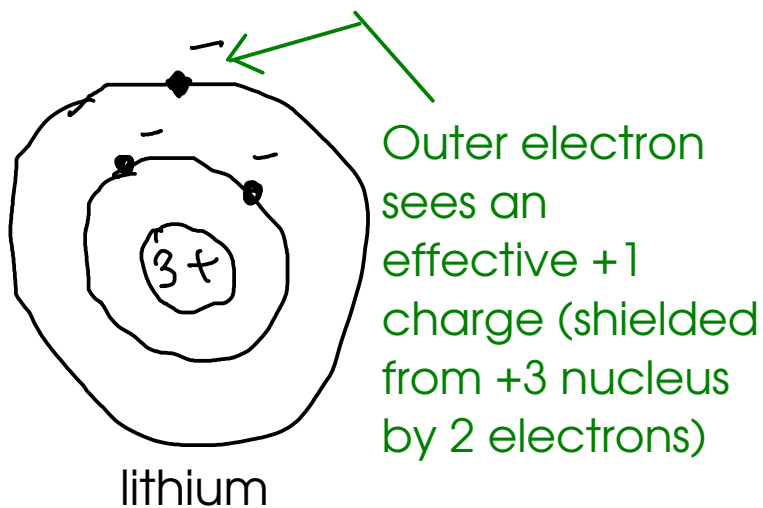 3+
Outer electron
sees an
effective +1
charge (shielded
from +3 nucleus
by 2 electrons)
lithium